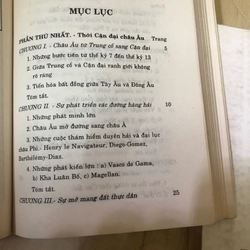 MỤC LỤC
PHẦN THỨ NHẤT. - Thời Cận đại châu Âu - Trang
CHƯƠNG I. - Châu Âu từ Trung cổ sang Cận đại 5
1. Những bước tiến từ thế kỷ 7 đến thế kỷ 13
2. Giữa Trung cổ và Cận đại ranh giới không
rõ ràng
3. Tiến hóa bất đồng giữa Tây Âu và Đông Âu
Tóm tắt.
CHƯƠNG II. - Sự phát triển các đường hàng hải 10
1. Những phát minh lớn
2. Châu Âu mở đường sang châu Á
3. Những cuộc thám hiểm duyên hải và đại lục
châu Phi.- Henry le Navigateur, Diego-Gomez,
Barthélémy-Diaz.
4. Những phát kiến lớn : a) Vasco de Gama,
b) Kha Luân Bố, c) Magellan.
Tóm tắt.
CHƯƠNG III.- Sự mở mang đất thực dân 25